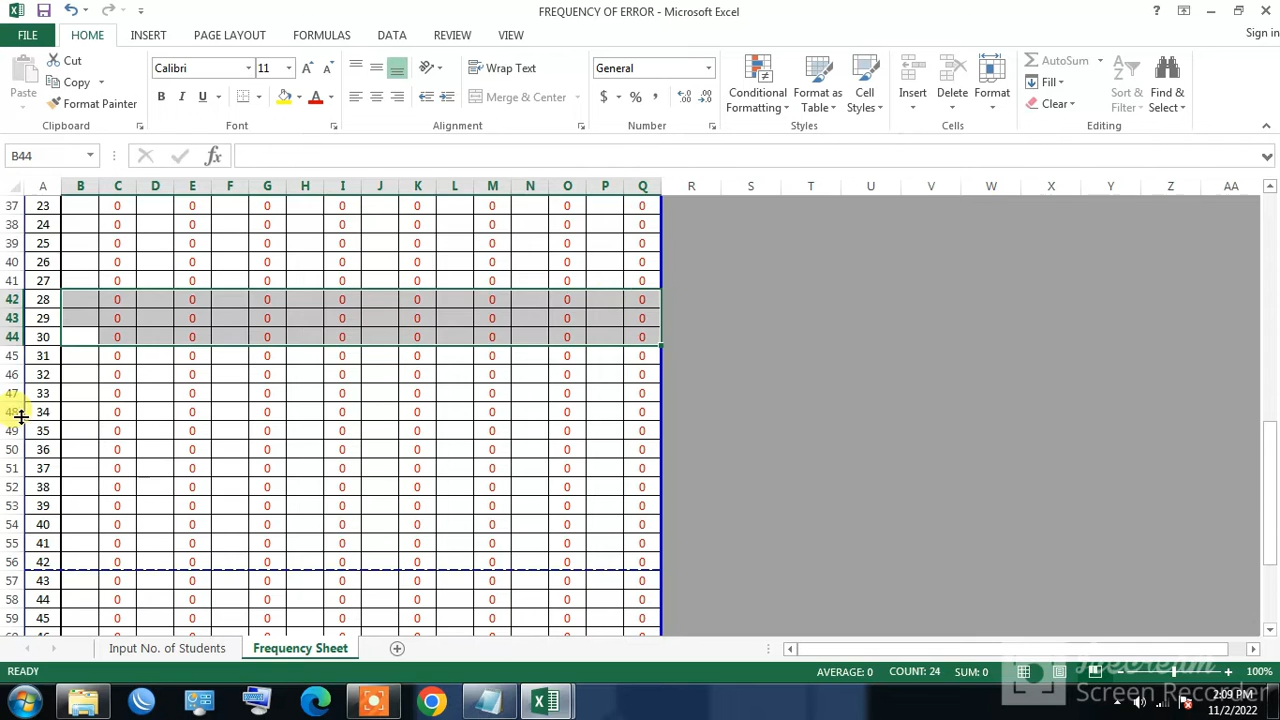 FREQUENCY OF ERROR - Microsoft Excel
?
Sign in
FILE HOME INSERT PAGE LAYOUT FORMULAS DATA REVIEW VIEW
Cut
Copy
Format Painter
Paste
Clipboard
Calibri 11
B I U
Font
Wrap Text
Merge & Center
Alignment
General
$ % ,
Number
Conditional Formatting
Format as Table
Cell Styles
Styles
Insert Delete Format
Cells
AutoSum
Fill
Clear
Sort & Filter
Find & Select
Editing
B44 fx
A B C D E F G H I J K L M N O P Q R S T U V W X Y Z AA
37 23 0 0 0 0 0 0 0 0
38 24 0 0 0 0 0 0 0 0
39 25 0 0 0 0 0 0 0 0
40 26 0 0 0 0 0 0 0 0
41 27 0 0 0 0 0 0 0 0
42 28 0 0 0 0 0 0 0 0
43 29 0 0 0 0 0 0 0 0
44 30 0 0 0 0 0 0 0 0
45 31 0 0 0 0 0 0 0 0
46 32 0 0 0 0 0 0 0 0
47 33 0 0 0 0 0 0 0 0
48 34 0 0 0 0 0 0 0 0
49 35 0 0 0 0 0 0 0 0
50 36 0 0 0 0 0 0 0 0
51 37 0 0 0 0 0 0 0 0
52 38 0 0 0 0 0 0 0 0
53 39 0 0 0 0 0 0 0 0
54 40 0 0 0 0 0 0 0 0
55 41 0 0 0 0 0 0 0 0
56 42 0 0 0 0 0 0 0 0
57 43 0 0 0 0 0 0 0 0
58 44 0 0 0 0 0 0 0 0
59 45 0 0 0 0 0 0 0 0
Input No. of Students Frequency Sheet
READY AVERAGE: 0 COUNT: 24 SUM: 0 100%
Screen Recorder
2:09 PM
11/2/2022